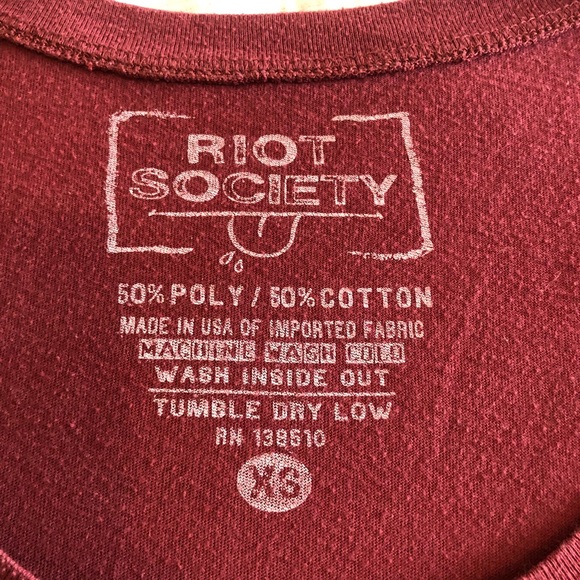 RIOT
SOCIETY
50% POLY / 50% COTTON
MADE IN USA OF IMPORTED FABRIC
MACHINE WASH COLD
WASH INSIDE OUT
TUMBLE DRY LOW
RN 138510
XS